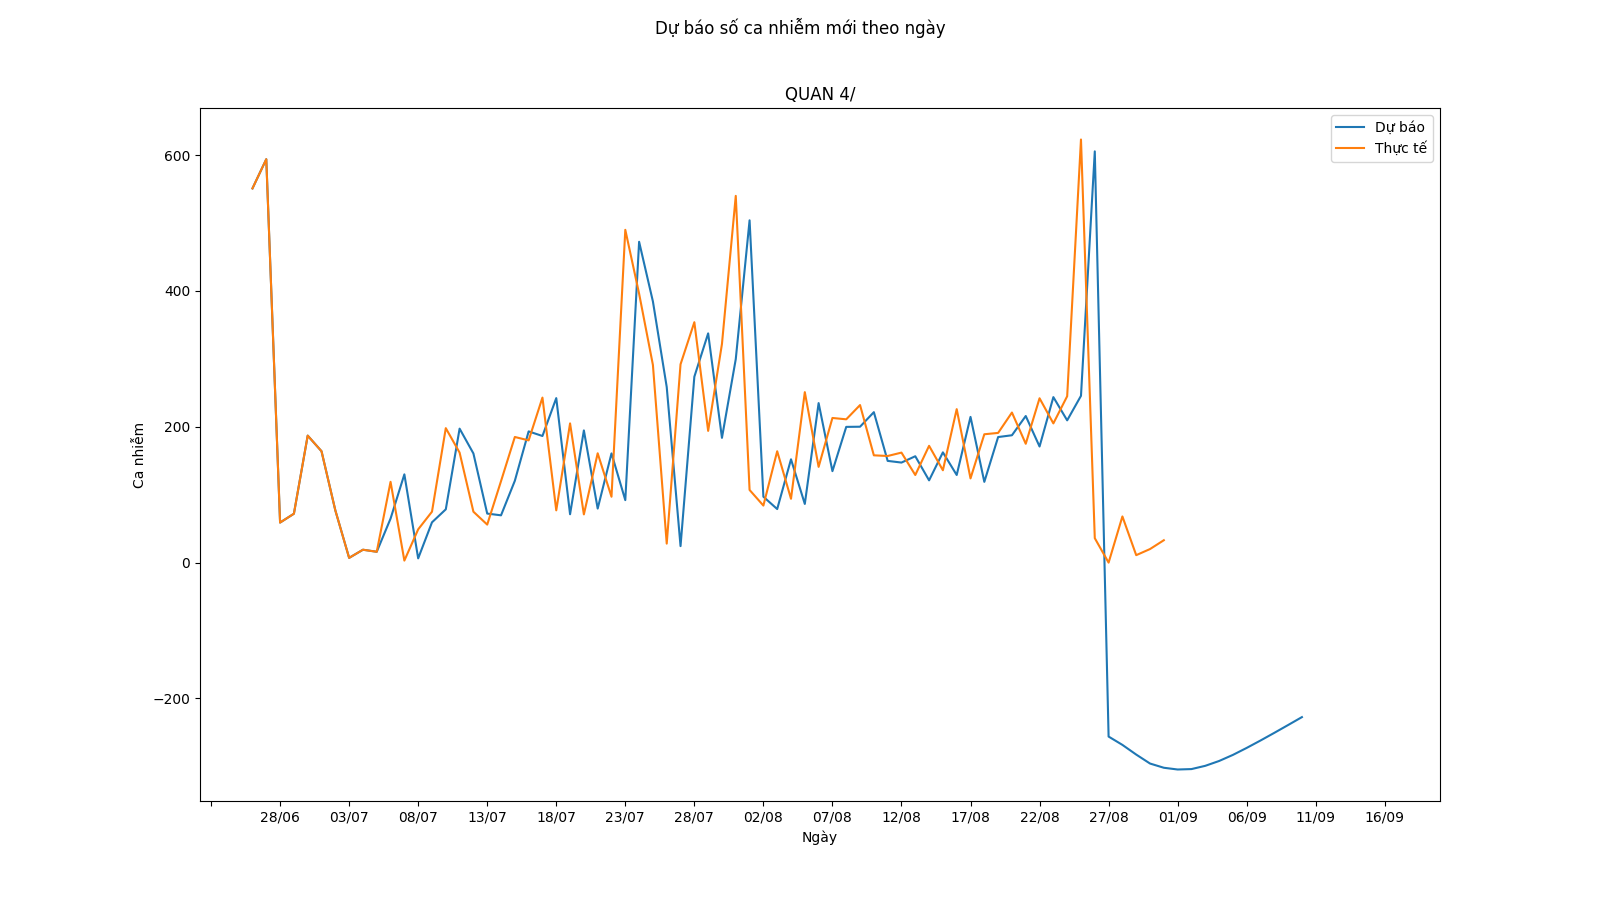 Dự báo số ca nhiễm mới theo ngày
QUAN 4/
Dự báo
Thực tế
600
400
200
0
−200
Ca nhiễm
28/06 03/07 08/07 13/07 18/07 23/07 28/07 02/08 07/08 12/08 17/08 22/08 27/08 01/09 06/09 11/09 16/09
Ngày